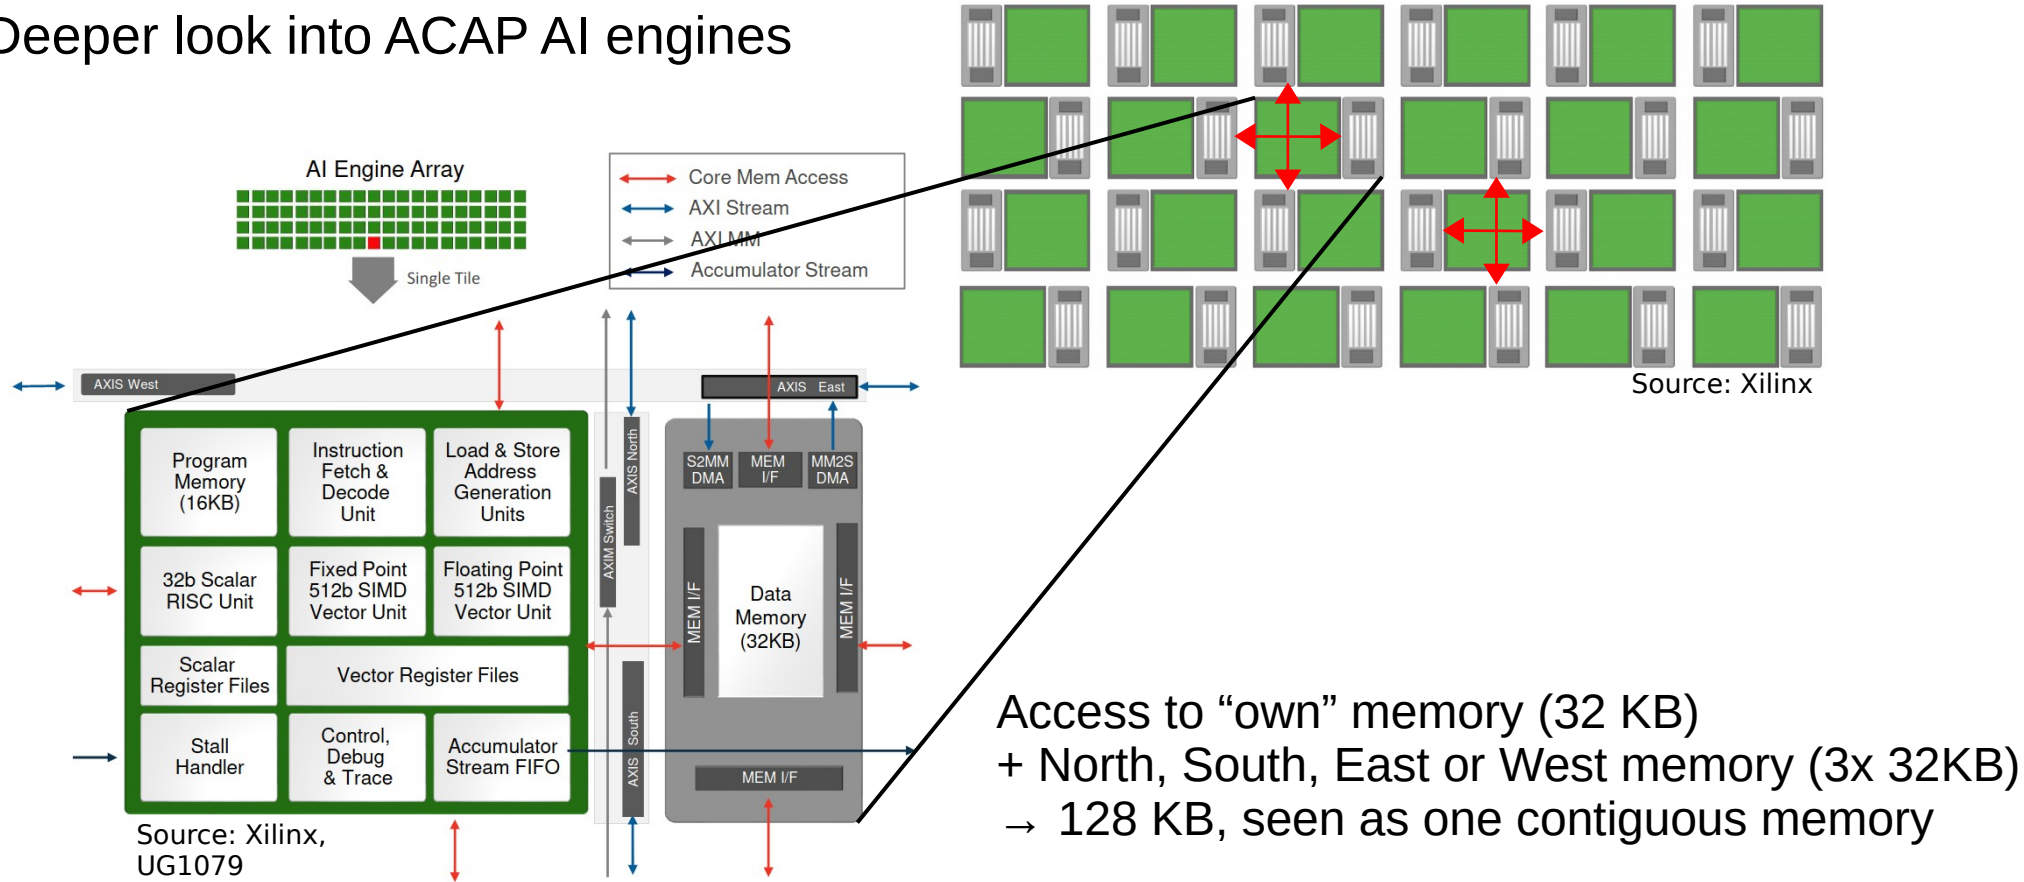 Deeper look into ACAP AI engines
AI Engine Array
Single Tile
Core Mem Access
AXI Stream
AXI MM
Accumulator Stream
Source: Xilinx
AXIS West
AXIS East
Program
Memory
(16KB)
Instruction
Fetch &
Decode
Unit
Load & Store
Address
Generation
Units
32b Scalar
RISC Unit
Fixed Point
512b SIMD
Vector Unit
Floating Point
512b SIMD
Vector Unit
Scalar
Register Files
Vector Register Files
Stall
Handler
Control,
Debug
& Trace
Accumulator
Stream FIFO
AXIM Switch
AXIS North
AXIS South
S2MM
DMA
MEM
I/F
MM2S
DMA
MEM I/F
Data
Memory
(32KB)
MEM I/F
MEM I/F
Source: Xilinx,
UG1079
Access to “own” memory (32 KB)
+ North, South, East or West memory (3x 32KB)
→ 128 KB, seen as one contiguous memory